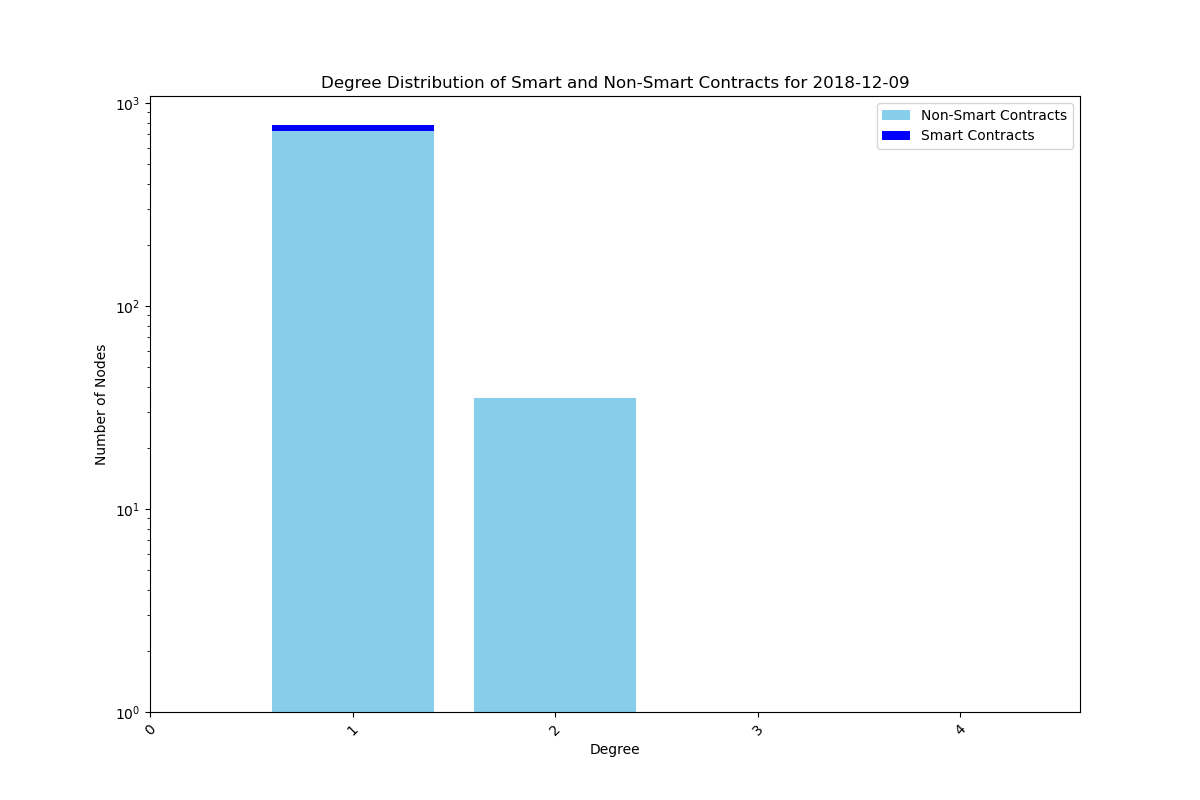 Degree Distribution of Smart and Non-Smart Contracts for 2018-12-09
Non-Smart Contracts
Smart Contracts
Number of Nodes
10³
10²
10¹
10⁰
0 1 2 3 4
Degree